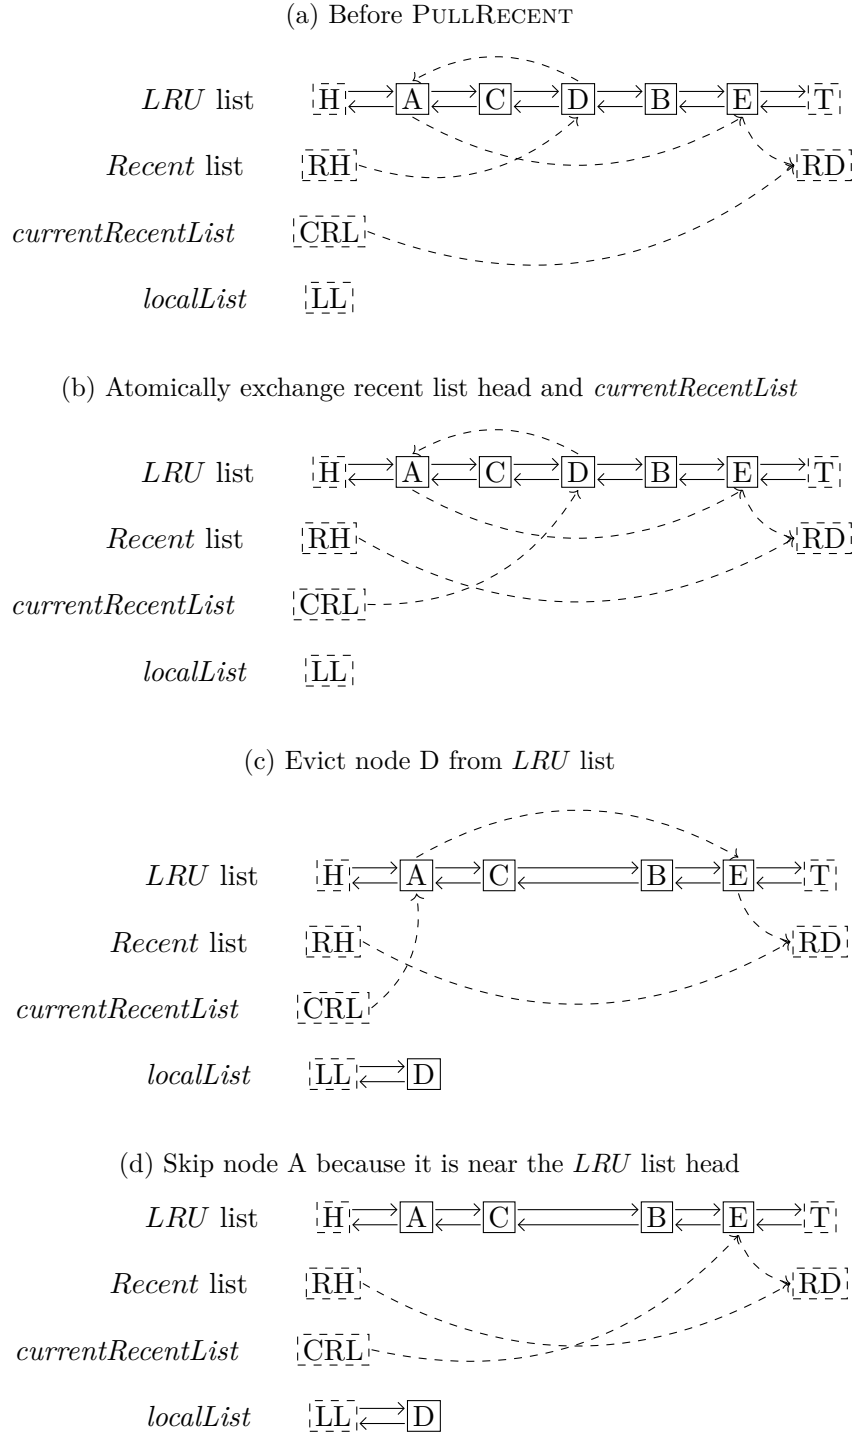 (a) Before PULLRECENT
LRU list H A C D B E T
Recent list RH RD
currentRecentList CRL
localList LL
(b) Atomically exchange recent list head and currentRecentList
LRU list H A C D B E T
Recent list RH RD
currentRecentList CRL
localList LL
(c) Evict node D from LRU list
LRU list H A C B E T
Recent list RH RD
currentRecentList CRL
localList LL D
(d) Skip node A because it is near the LRU list head
LRU list H A C B E T
Recent list RH RD
currentRecentList CRL
localList LL D